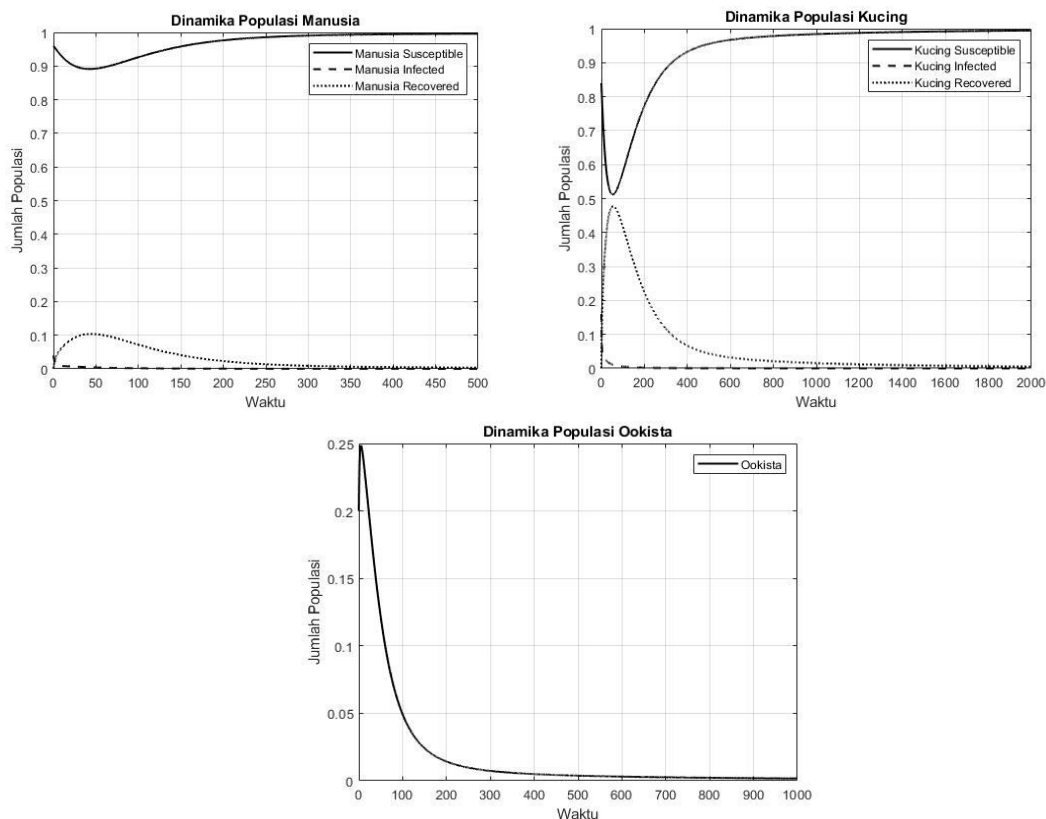 Dinamika Populasi Manusia
Manusia Susceptible
Manusia Infected
Manusia Recovered
Jumlah Populasi
1
0.9
0.8
0.7
0.6
0.5
0.4
0.3
0.2
0.1
0
0 50 100 150 200 250 300 350 400 450 500
Waktu
Dinamika Populasi Kucing
Kucing Susceptible
Kucing Infected
Kucing Recovered
Jumlah Populasi
1
0.9
0.8
0.7
0.6
0.5
0.4
0.3
0.2
0.1
0
0 200 400 600 800 1000 1200 1400 1600 1800 2000
Waktu
Dinamika Populasi Ookista
Ookista
Jumlah Populasi
0.25
0.2
0.15
0.1
0.05
0
0 100 200 300 400 500 600 700 800 900 1000
Waktu